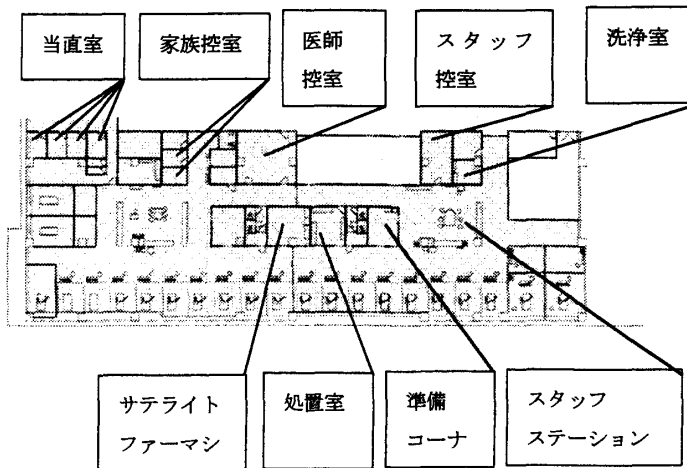 当直室
家族控室
医師
控室
スタッフ
控室
洗浄室
サテライト
ファーマシ
処置室
準備
コーナ
スタッフ
ステーション